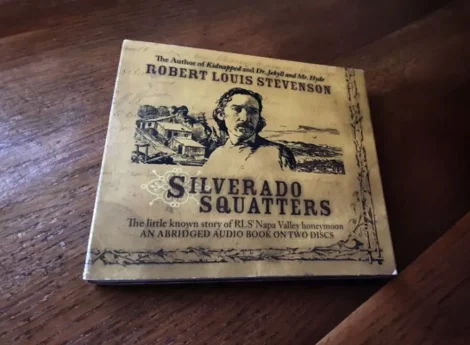 The Author of Kidnapped and Dr. Jekyll and Mr. Hyde
ROBERT LOUIS STEVENSON
SILVERADO
SQUATTERS
The little known story of RLS' Napa Valley honeymoon
AN ABRIDGED AUDIO BOOK ON TWO DISCS